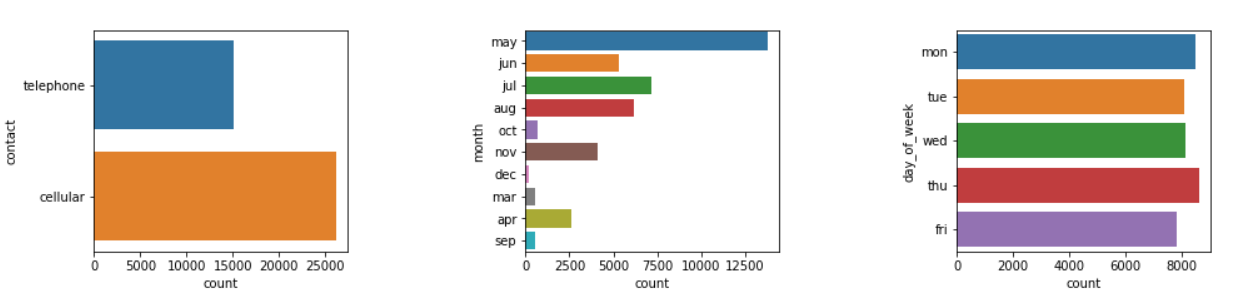 contact
telephone
cellular
0 5000 10000 15000 20000 25000
count
month
may
jun
jul
aug
oct
nov
dec
mar
apr
sep
0 2500 5000 7500 10000 12500
count
day_of_week
mon
tue
wed
thu
fri
0 2000 4000 6000 8000
count